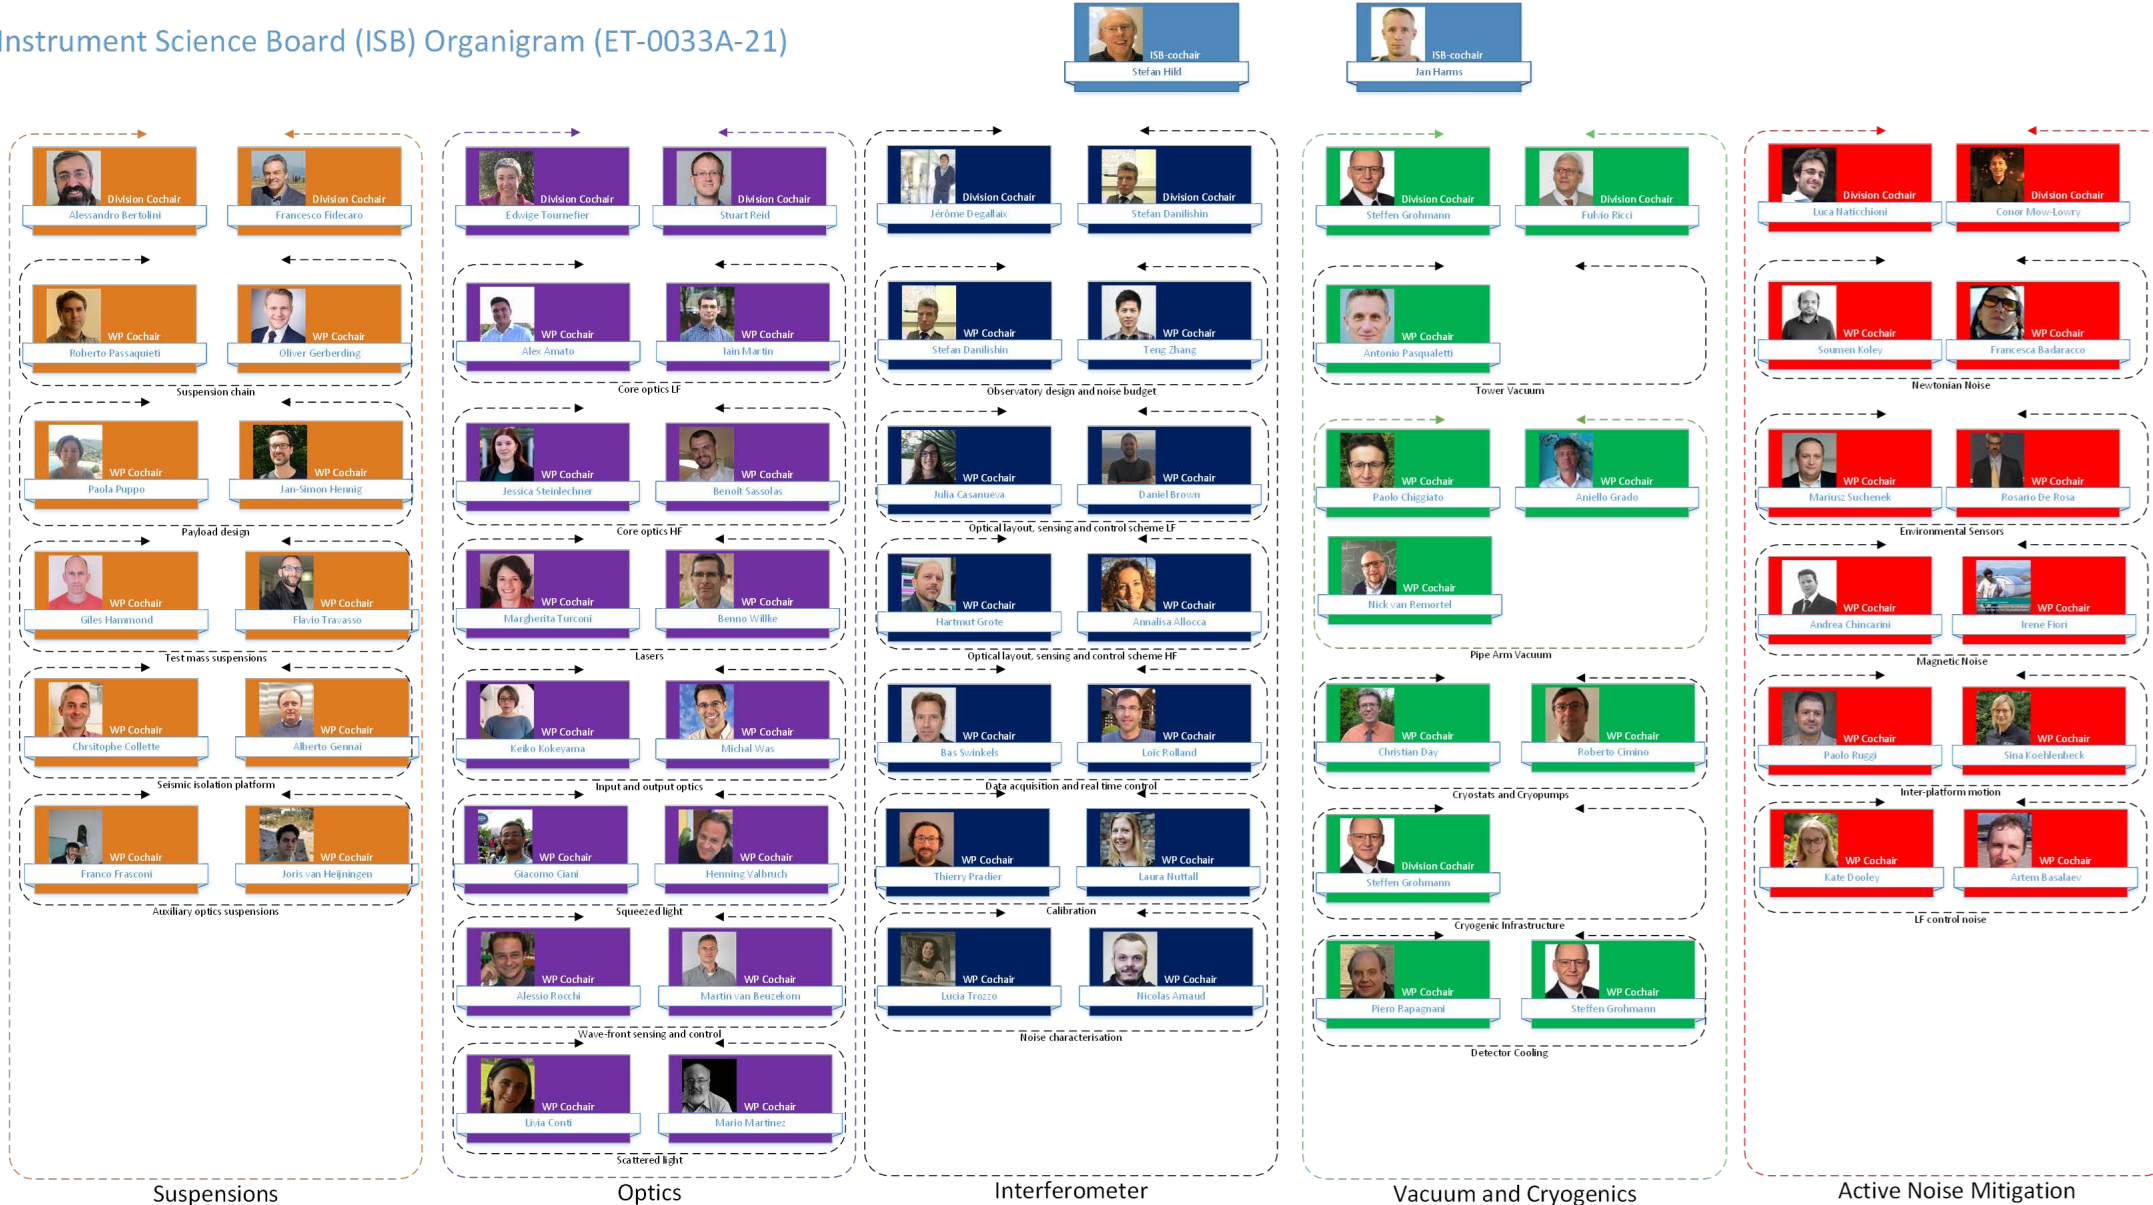 Instrument Science Board (ISB) Organigram (ET-0033A-21)
ISB-cochair
Stefan Hild
ISB-cochair
Jan Harms
Division Cochair
Alessandro Bertolini
Division Cochair
Francesco Fidecaro
WP Cochair
Roberto Passaquieti
WP Cochair
Oliver Gerberding
Suspension chain
WP Cochair
Paola Puppo
WP Cochair
Jan-Simon Hennig
Payload design
WP Cochair
Giles Hammond
WP Cochair
Flavio Travasso
Test mass suspensions
WP Cochair
Chrsitophe Collette
WP Cochair
Alberto Gennai
Seismic isolation platform
WP Cochair
Franco Frasconi
WP Cochair
Joris van Heijningen
Auxiliary optics suspensions
Suspensions
Division Cochair
Edwige Tournefier
Division Cochair
Stuart Reid
WP Cochair
Alex Amato
WP Cochair
Iain Martin
Core optics LF
WP Cochair
Jessica Steinlechner
WP Cochair
Benoît Sassolas
Core optics HF
WP Cochair
Margherita Turconi
WP Cochair
Benno Willke
Lasers
WP Cochair
Keiko Kokeyama
WP Cochair
Michal Was
Input and output optics
WP Cochair
Giacomo Ciani
WP Cochair
Henning Valbruch
Squeezed light
WP Cochair
Alessio Rocchi
WP Cochair
Martin van Beuzekom
Wave-front sensing and control
WP Cochair
Livia Conti
WP Cochair
Mario Martinez
Scattered light
Optics
Division Cochair
Jérôme Degallaix
Division Cochair
Stefan Danilishin
WP Cochair
Stefan Danilishin
WP Cochair
Teng Zhang
Observatory design and noise budget
WP Cochair
Julia Casanueva
WP Cochair
Daniel Brown
Optical layout, sensing and control scheme LF
WP Cochair
Hartmut Grote
WP Cochair
Annalisa Allocca
Optical layout, sensing and control scheme HF
WP Cochair
Bas Swinkels
WP Cochair
Loïc Rolland
Data acquisition and real time control
WP Cochair
Thierry Pradier
WP Cochair
Laura Nuttall
Calibration
WP Cochair
Lucia Trozzo
WP Cochair
Nicolas Arnaud
Noise characterisation
Interferometer
Division Cochair
Steffen Grohmann
Division Cochair
Fulvio Ricci
WP Cochair
Antonio Pasqualetti
Tower Vacuum
WP Cochair
Paolo Chiggiato
WP Cochair
Aniello Grado
WP Cochair
Nick van Remortel
Pipe Arm Vacuum
WP Cochair
Christian Day
WP Cochair
Roberto Cimino
Cryostats and Cryopumps
Division Cochair
Steffen Grohmann
Cryogenic Infrastructure
WP Cochair
Piero Rapagnani
WP Cochair
Steffen Grohmann
Detector Cooling
Vacuum and Cryogenics
Division Cochair
Luca Naticchioni
Division Cochair
Conor Mow-Lowry
WP Cochair
Soumen Koley
WP Cochair
Francesca Badaracco
Newtonian Noise
WP Cochair
Mariusz Suchenek
WP Cochair
Rosario De Rosa
Environmental Sensors
WP Cochair
Andrea Chincarini
WP Cochair
Irene Fiori
Magnetic Noise
WP Cochair
Paolo Ruggi
WP Cochair
Sina Koehlenbeck
Inter-platform motion
WP Cochair
Kate Dooley
WP Cochair
Artem Basalaev
LF control noise
Active Noise Mitigation